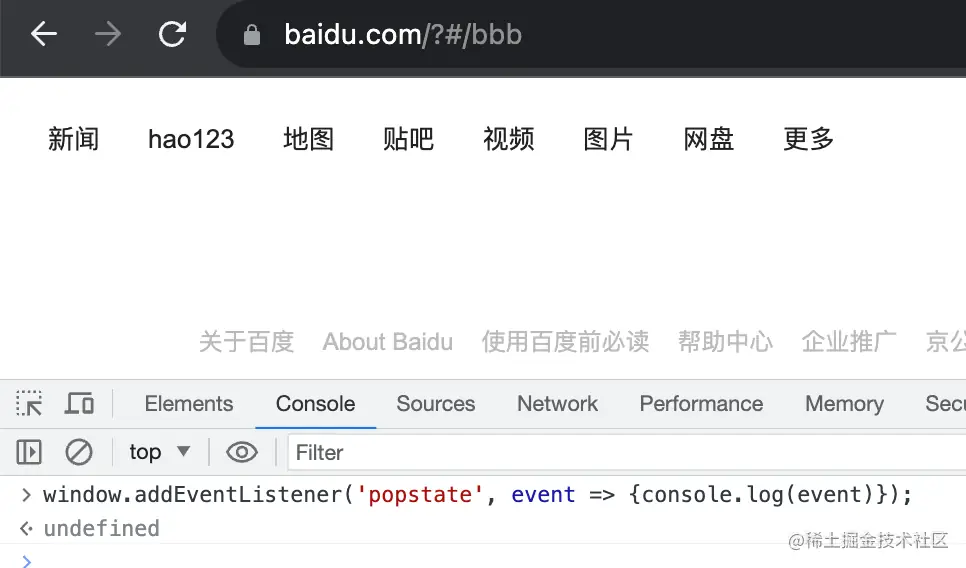 baidu.com/?#/bbb
新闻 hao123 地图 贴吧 视频 图片 网盘 更多
关于百度 About Baidu 使用百度前必读 帮助中心 企业推广 京公
Elements Console Sources Network Performance Memory Secu
top Filter
window.addEventListener('popstate', event => {console.log(event)});
undefined
@稀土掘金技术社区